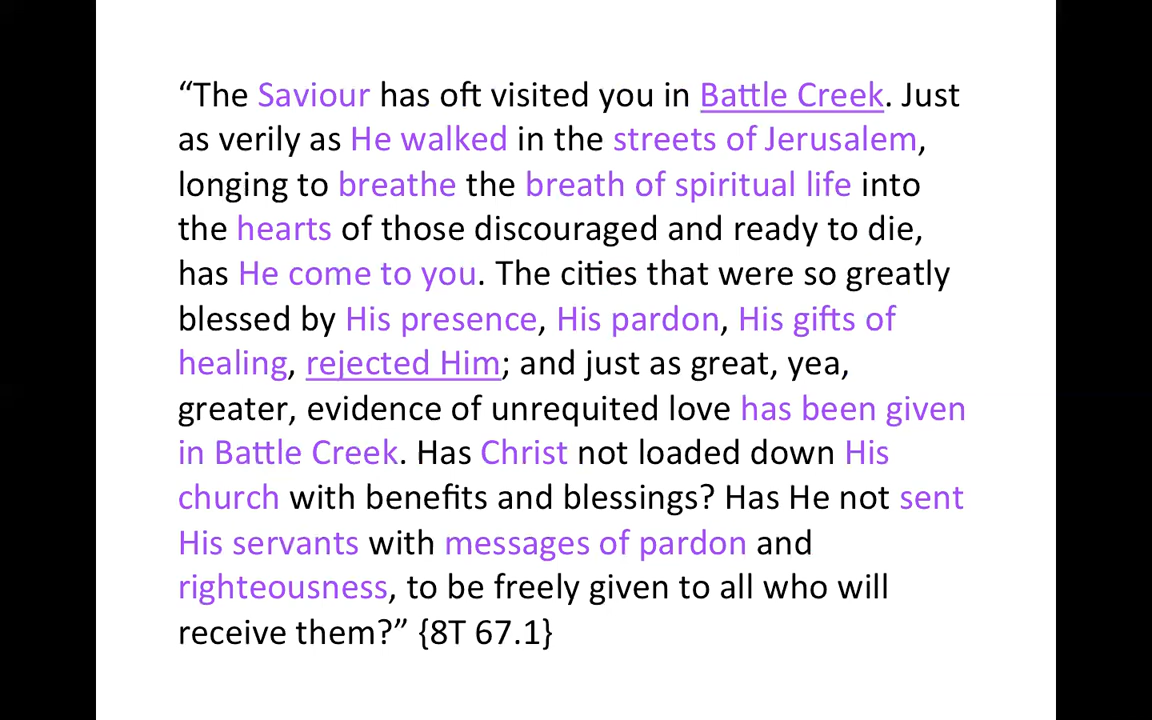 “The Saviour has oft visited you in Battle Creek. Just
as verily as He walked in the streets of Jerusalem,
longing to breathe the breath of spiritual life into
the hearts of those discouraged and ready to die,
has He come to you. The cities that were so greatly
blessed by His presence, His pardon, His gifts of
healing, rejected Him; and just as great, yea,
greater, evidence of unrequited love has been given
in Battle Creek. Has Christ not loaded down His
church with benefits and blessings? Has He not sent
His servants with messages of pardon and
righteousness, to be freely given to all who will
receive them?” {8T 67.1}